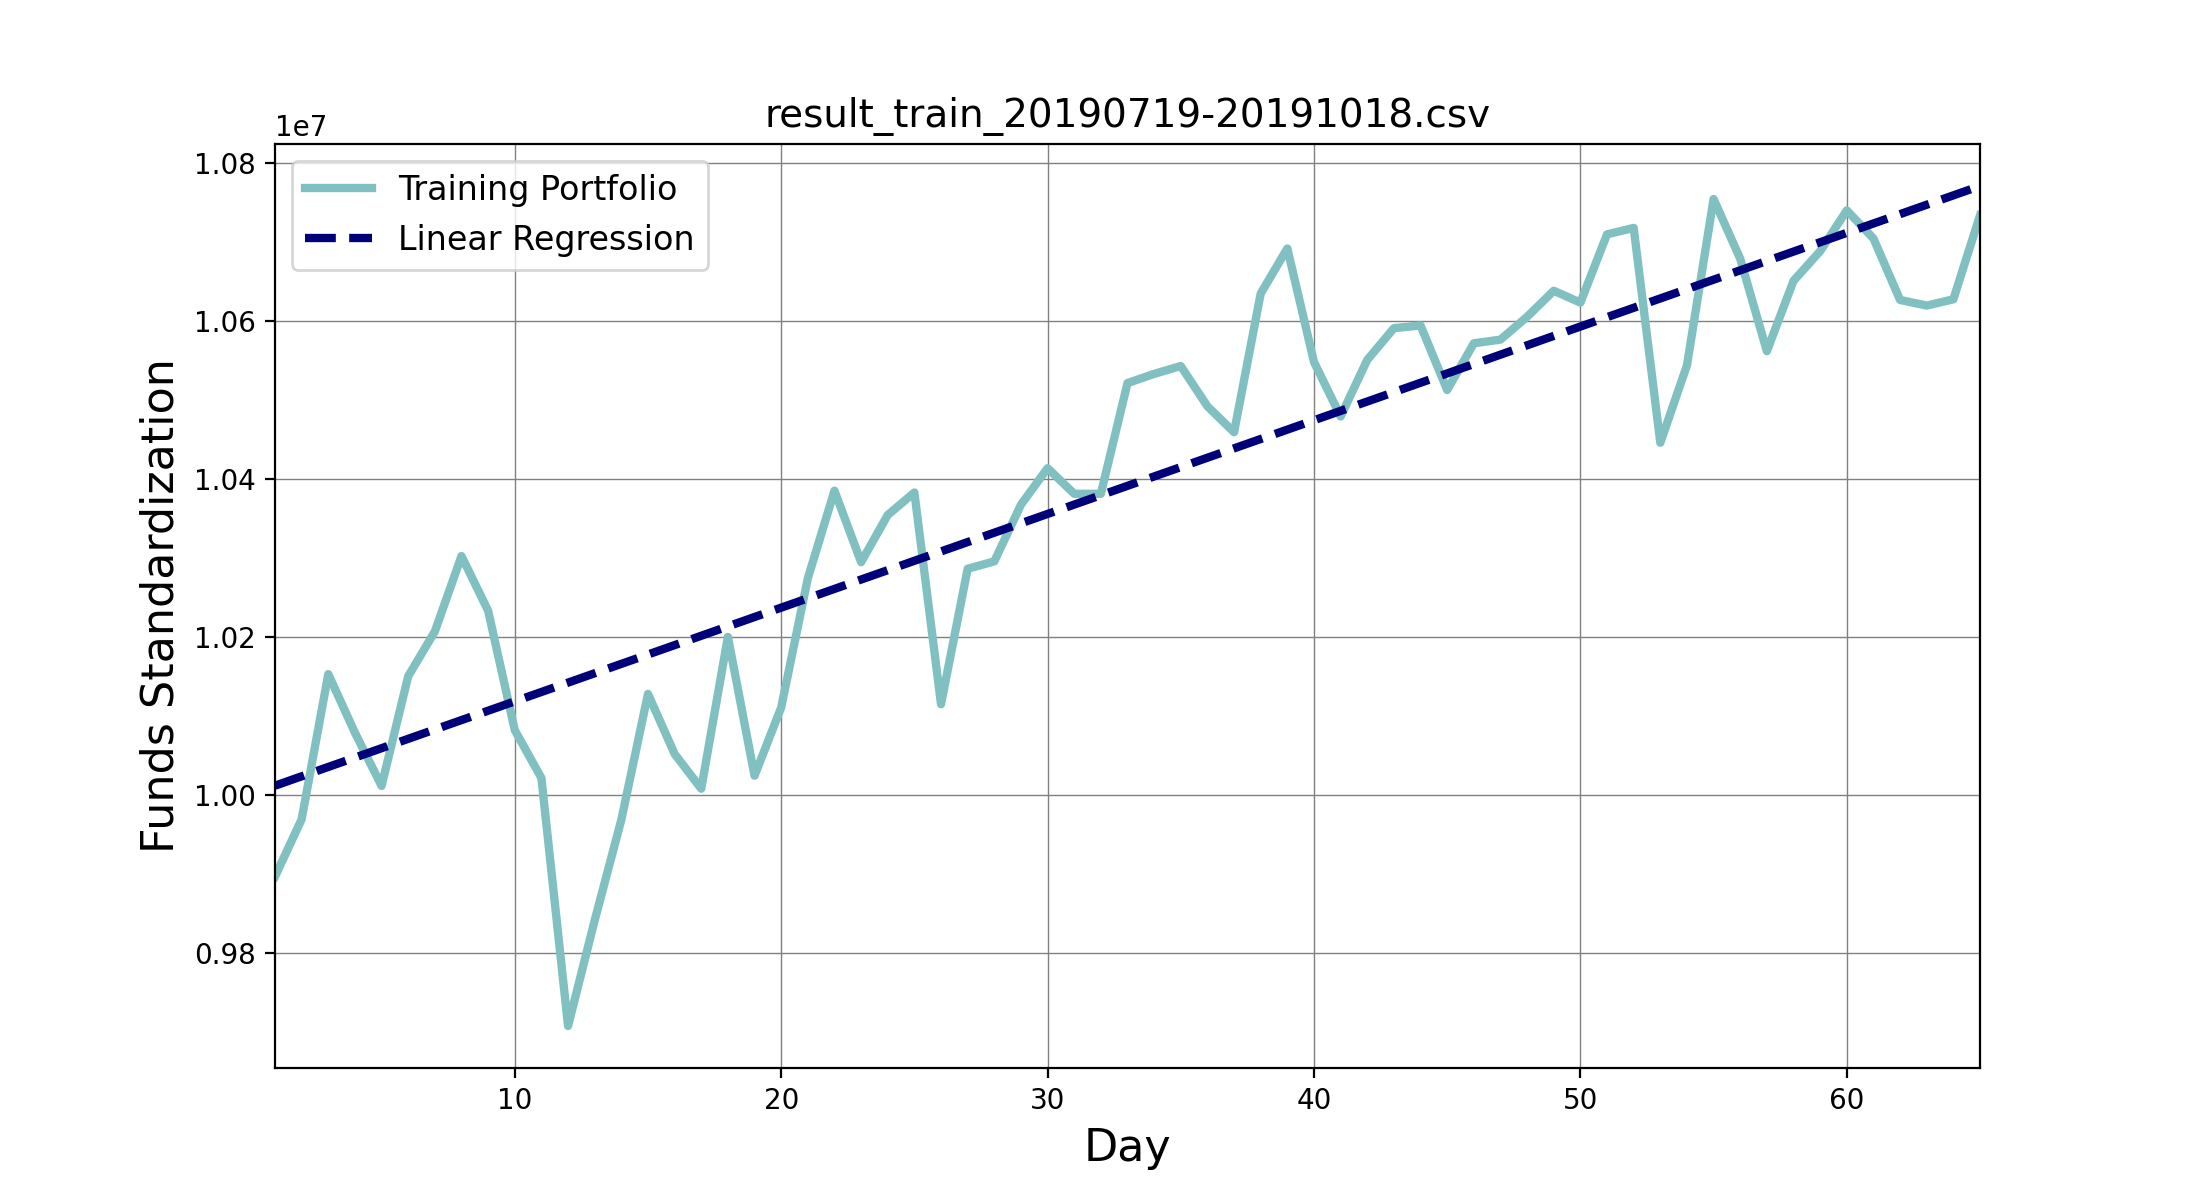 result_train_20190719-20191018.csv
1e7
Training Portfolio
Linear Regression
1.08
1.06
1.04
1.02
1.00
0.98
Funds Standardization
10 20 30 40 50 60
Day